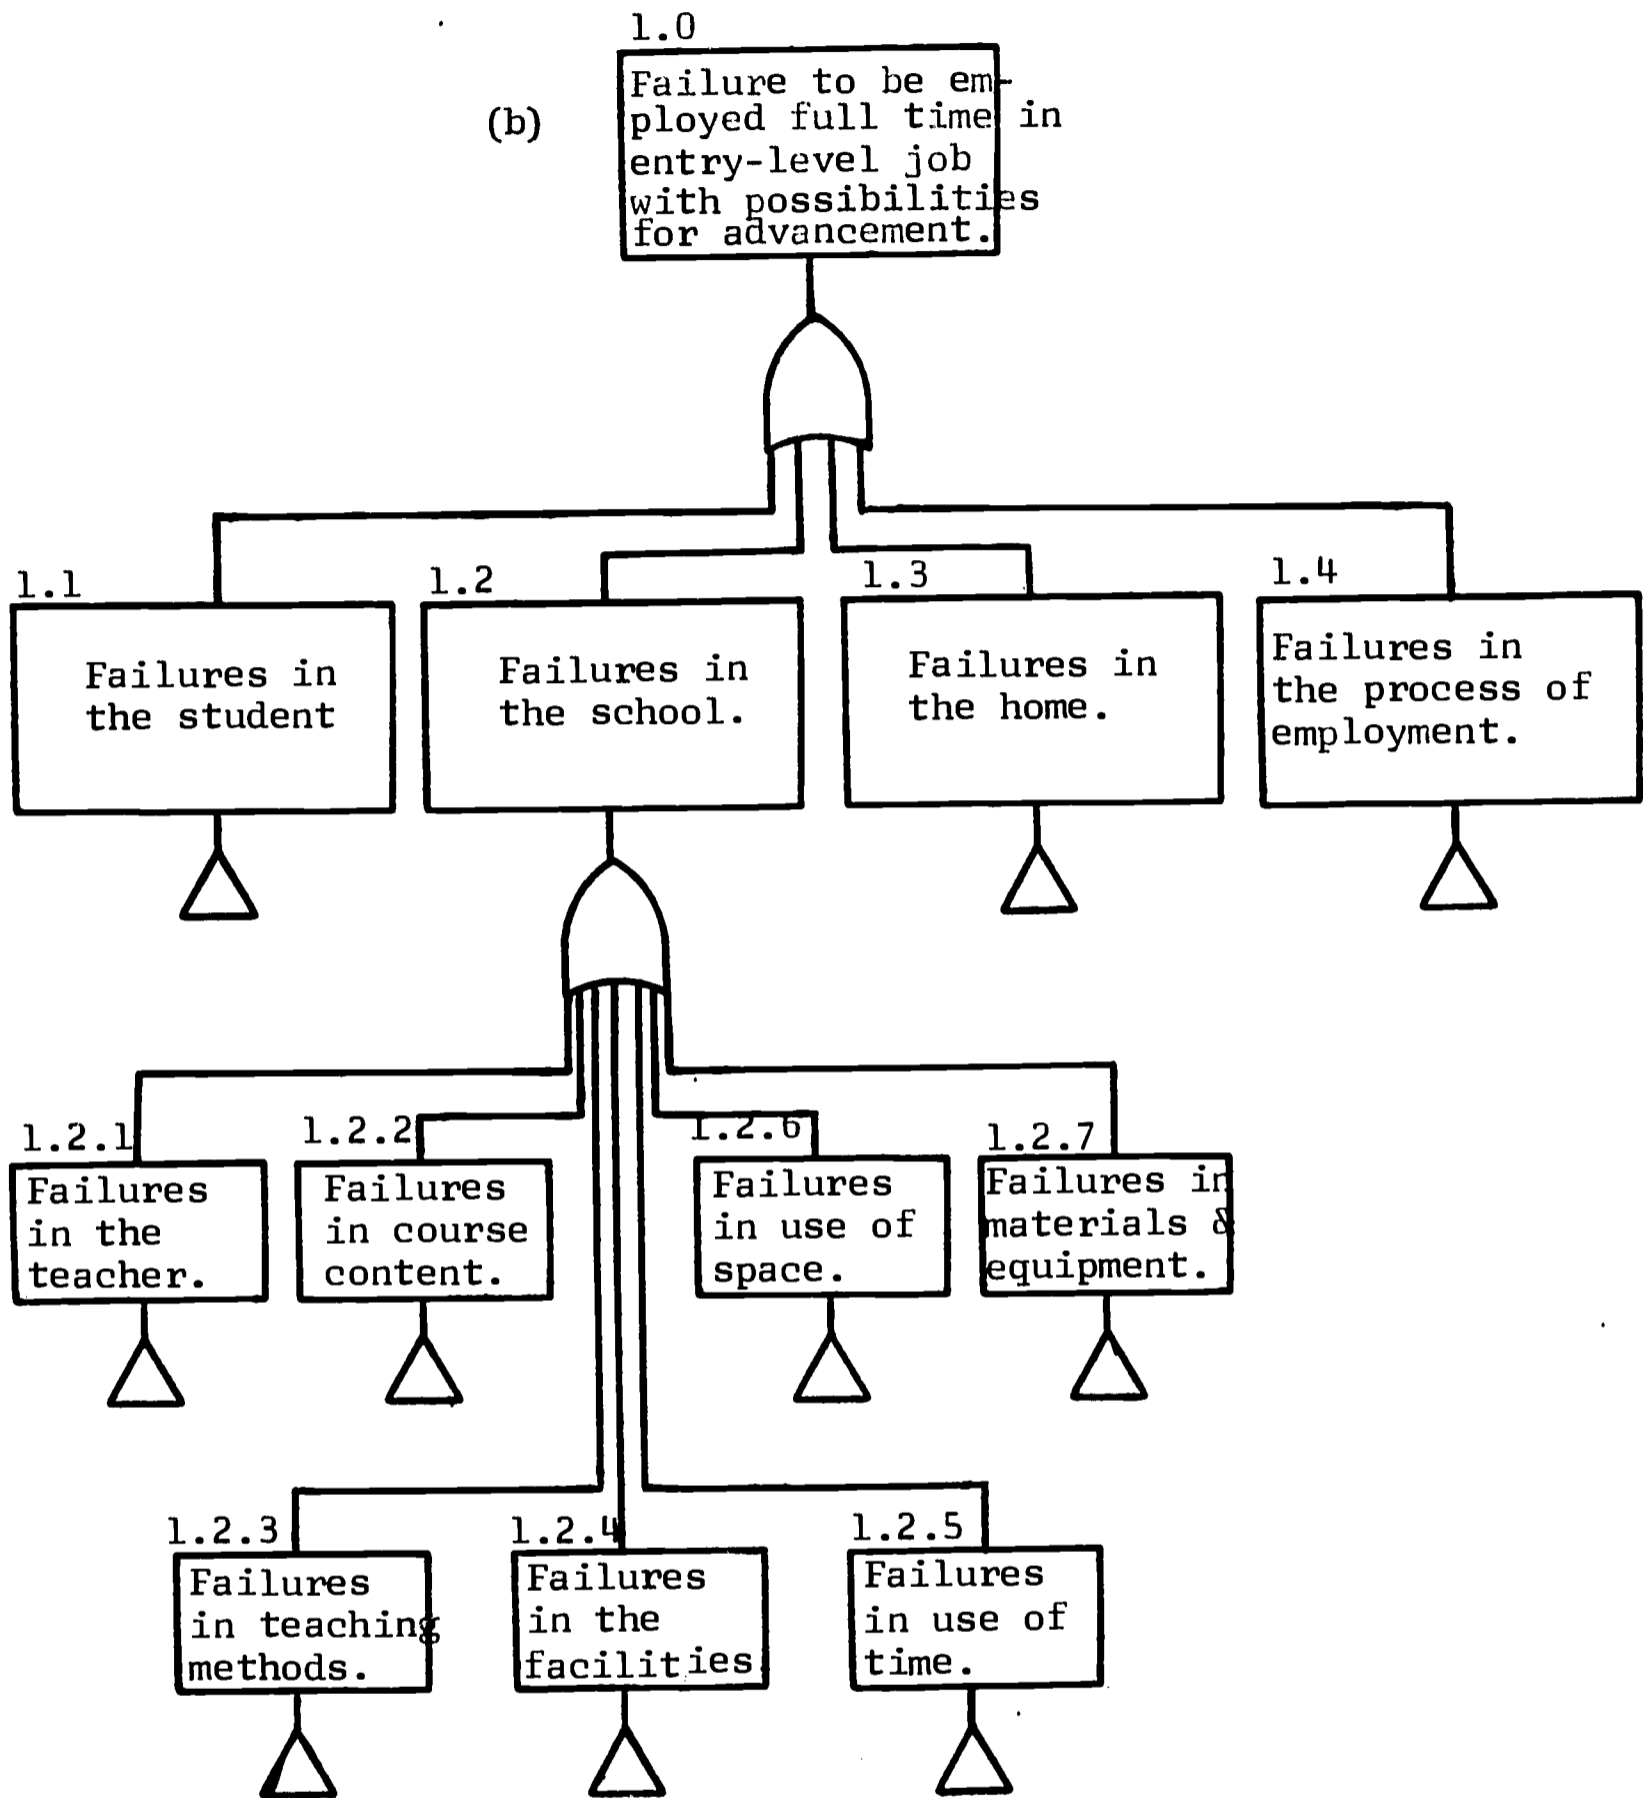 1.0
(b)
Failure to be em-
ployed full time in
entry-level job
with possibilities
for advancement.
1.1
Failures in
the student
1.2
Failures in
the school.
1.3
Failures in
the home.
1.4
Failures in
the process of
employment.
1.2.1
Failures
in the
teacher.
1.2.2
Failures
in course
content.
1.2.6
Failures
in use of
space.
1.2.7
Failures in
materials &
equipment.
1.2.3
Failures
in teaching
methods.
1.2.4
Failures
in the
facilities
1.2.5
Failures
in use of
time.